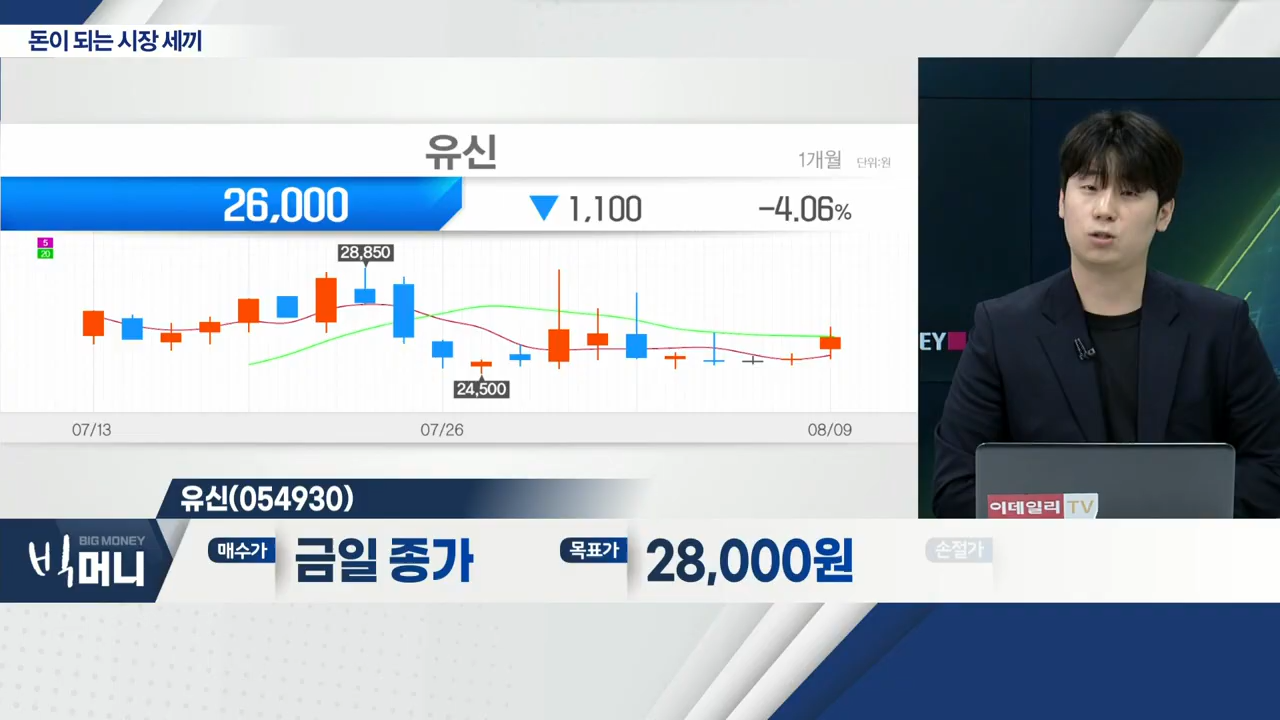 돈이 되는 시장 세끼
유신
1개월 단위:원
26,000 ▼ 1,100 -4.06%
5
20
28,850
24,500
07/13 07/26 08/09
EY
이데일리 TV
유신(054930)
BIG MONEY
빅머니
매수가 금일 종가 목표가 28,000원 손절가